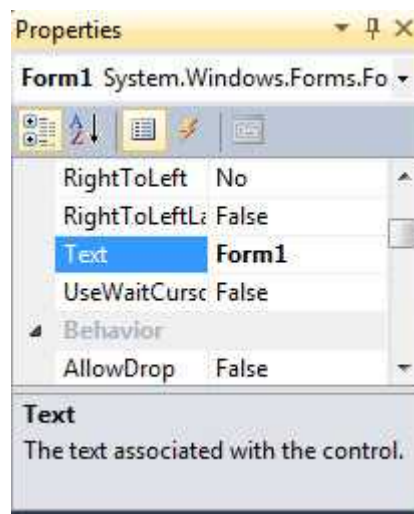 Properties
Form1 System.Windows.Forms.Fo
RightToLeft No
RightToLeftLa False
Text Form1
UseWaitCurso False
Behavior
AllowDrop False
Text
The text associated with the control.